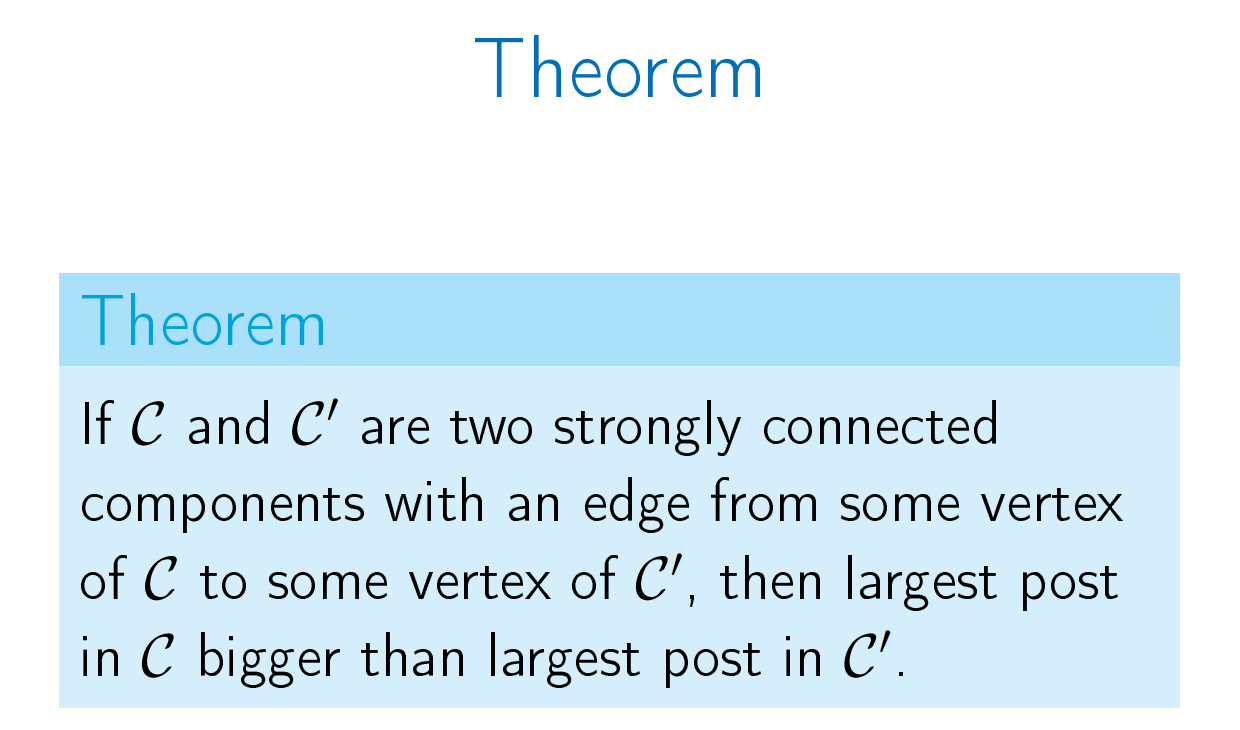 Theorem
Theorem
If 𝒞 and 𝒞′ are two strongly connected
components with an edge from some vertex
of 𝒞 to some vertex of 𝒞′, then largest post
in 𝒞 bigger than largest post in 𝒞′.